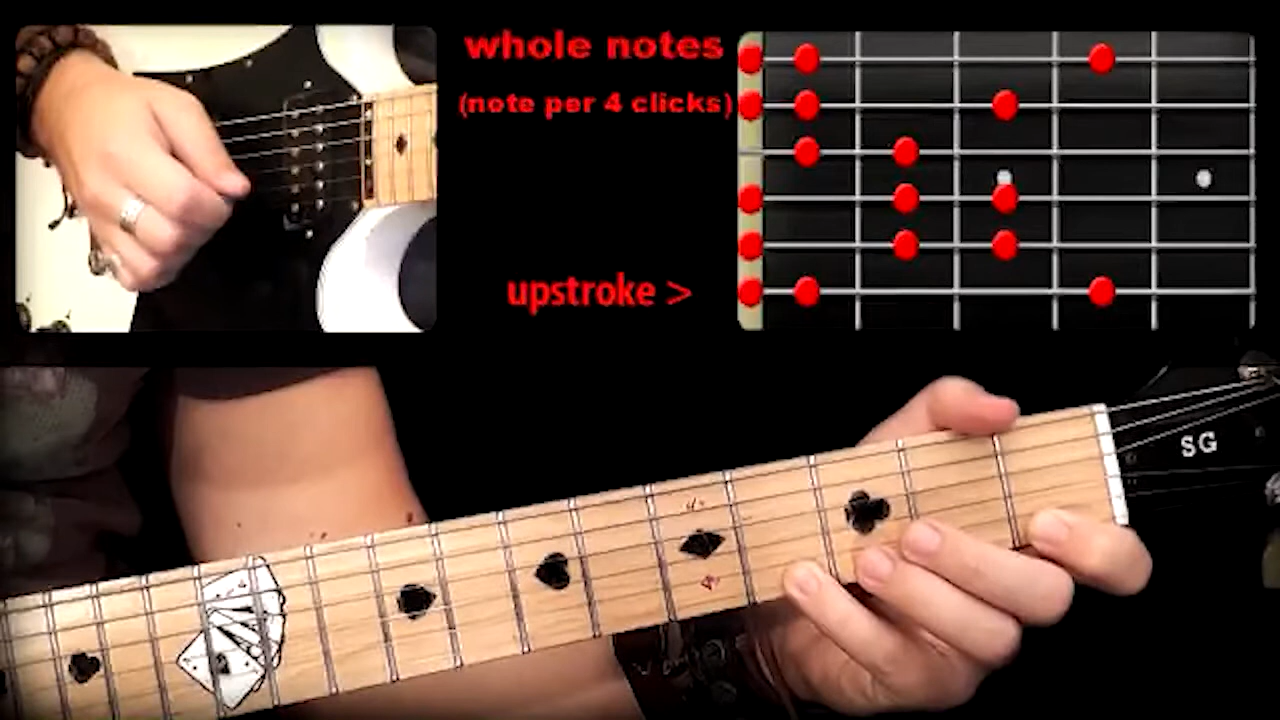 whole notes
(note per 4 clicks)
upstroke >
SG